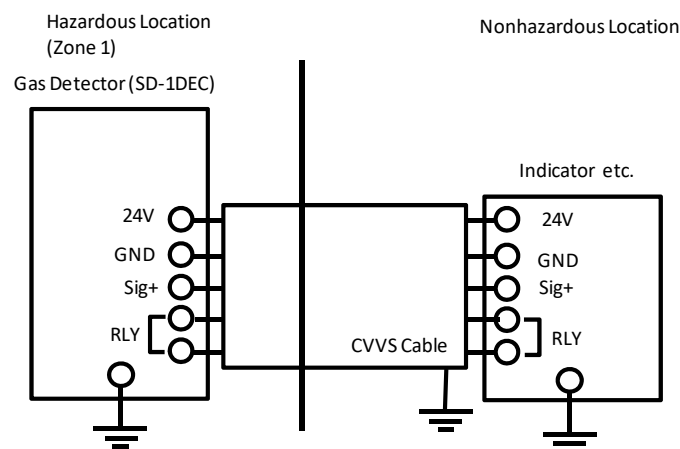 Hazardous Location
(Zone 1)
Nonhazardous Location
Gas Detector (SD-1DEC)
Indicator etc.
24V
GND
Sig+
RLY
CVVS Cable
24V
GND
Sig+
RLY